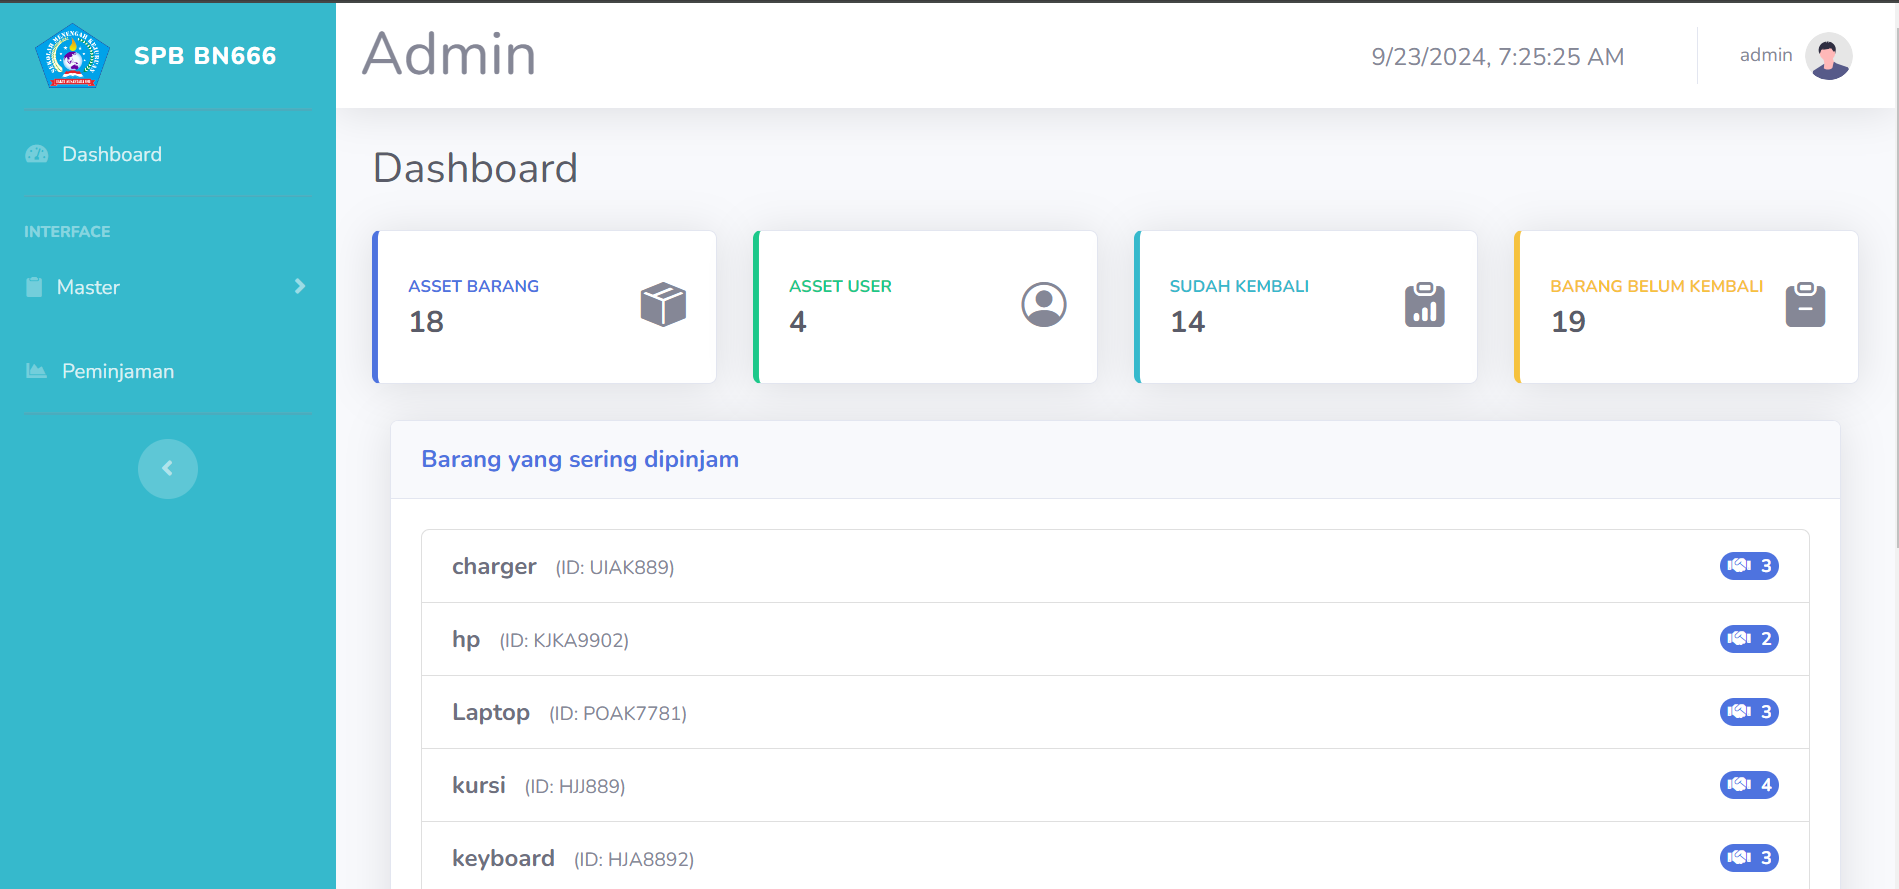 SPB BN666
Admin
9/23/2024, 7:25:25 AM
admin
Dashboard
INTERFACE
Master
Peminjaman
Dashboard
ASSET BARANG
18
ASSET USER
4
SUDAH KEMBALI
14
BARANG BELUM KEMBALI
19
Barang yang sering dipinjam
charger (ID: UIAK889) 3
hp (ID: KJKA9902) 2
Laptop (ID: POAK7781) 3
kursi (ID: HJJ889) 4
keyboard (ID: HJA8892) 3